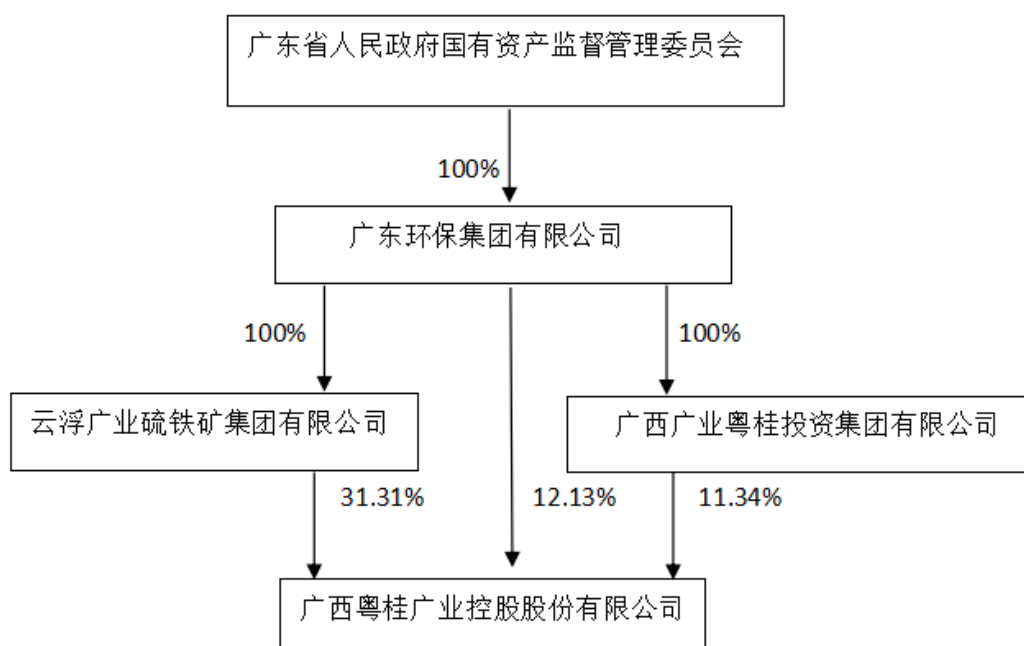 广东省人民政府国有资产监督管理委员会
100%
广东环保集团有限公司
100%
100%
云浮广业硫铁矿集团有限公司
广西广业粤桂投资集团有限公司
31.31%
12.13%
11.34%
广西粤桂广业控股股份有限公司